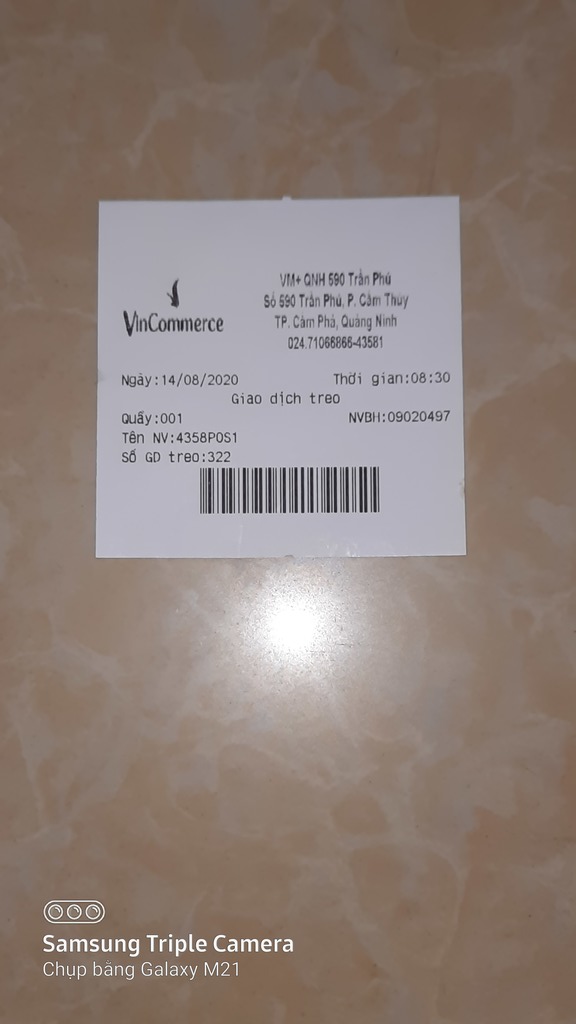 VinCommerce
VM+ QNH 590 Trần Phú
Số 590 Trần Phú, P. Cẩm Thủy
TP. Cẩm Phả, Quảng Ninh
024.71066866-43581
Ngày:14/08/2020 Thời gian:08:30
Giao dịch treo
Quầy:001 NVBH:09020497
Tên NV:4358POS1
Số GD treo:322
Samsung Triple Camera
Chụp bằng Galaxy M21